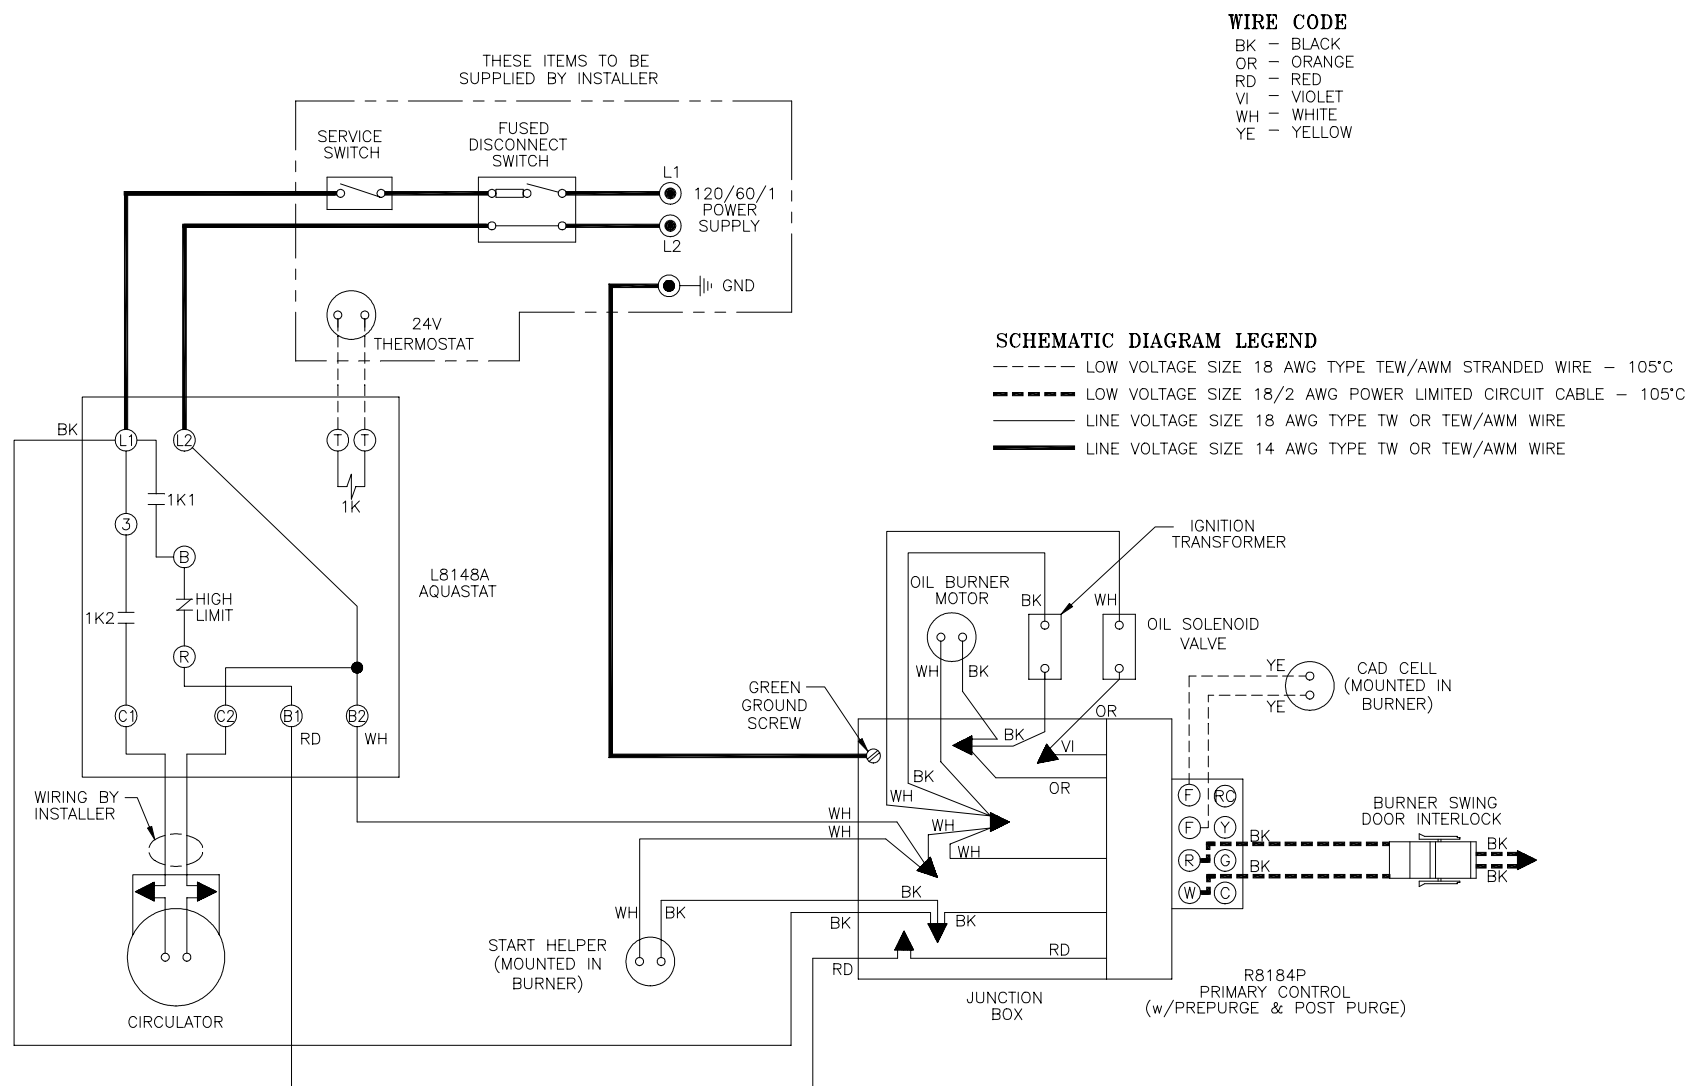 WIRE CODE
BK – BLACK
OR – ORANGE
RD – RED
VI – VIOLET
WH – WHITE
YE – YELLOW
THESE ITEMS TO BE
SUPPLIED BY INSTALLER
SERVICE
SWITCH
FUSED
DISCONNECT
SWITCH
L1
120/60/1
POWER
SUPPLY
L2
GND
24V
THERMOSTAT
SCHEMATIC DIAGRAM LEGEND
LOW VOLTAGE SIZE 18 AWG TYPE TEW/AWM STRANDED WIRE – 105°C
LOW VOLTAGE SIZE 18/2 AWG POWER LIMITED CIRCUIT CABLE – 105°C
LINE VOLTAGE SIZE 18 AWG TYPE TW OR TEW/AWM WIRE
LINE VOLTAGE SIZE 14 AWG TYPE TW OR TEW/AWM WIRE
BK
L1
L2
T
T
1K
1K1
3
B
HIGH
LIMIT
1K2
R
L8148A
AQUASTAT
C1
C2
B1
B2
RD
WH
WIRING BY
INSTALLER
CIRCULATOR
IGNITION
TRANSFORMER
OIL BURNER
MOTOR
BK
WH
OIL SOLENOID
VALVE
WH
BK
YE
YE
CAD CELL
(MOUNTED IN
BURNER)
GREEN
GROUND
SCREW
OR
BK
VI
OR
BK
WH
WH
WH
WH
WH
F
RC
F
Y
R
G
W
C
BK
BK
BURNER SWING
DOOR INTERLOCK
BK
BK
WH
BK
BK
BK
BK
RD
RD
START HELPER
(MOUNTED IN
BURNER)
JUNCTION
BOX
R8184P
PRIMARY CONTROL
(w/PREPURGE & POST PURGE)